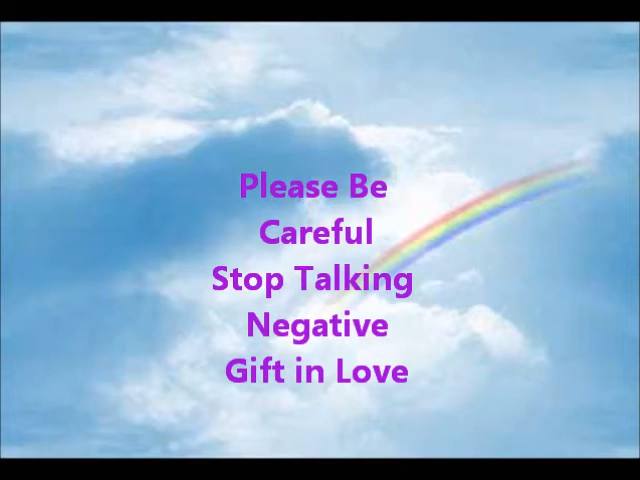 Please Be
Careful
Stop Talking
Negative
Gift in Love